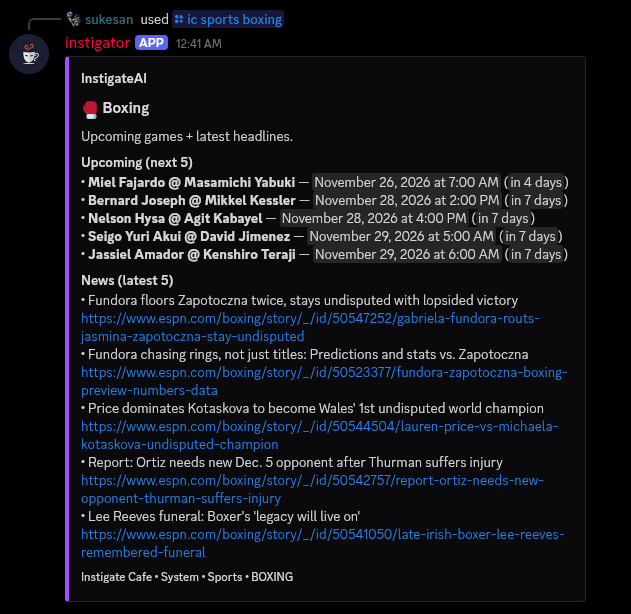 sukesan used ic sports boxing
instigator APP 12:41 AM
InstigateAI
🥊 Boxing
Upcoming games + latest headlines.
Upcoming (next 5)
• Miel Fajardo @ Masamichi Yabuki — November 26, 2026 at 7:00 AM (in 4 days)
• Bernard Joseph @ Mikkel Kessler — November 28, 2026 at 2:00 PM (in 7 days)
• Nelson Hysa @ Agit Kabayel — November 28, 2026 at 4:00 PM (in 7 days)
• Seigo Yuri Akui @ David Jimenez — November 29, 2026 at 5:00 AM (in 7 days)
• Jassiel Amador @ Kenshiro Teraji — November 29, 2026 at 6:00 AM (in 7 days)
News (latest 5)
• Fundora floors Zapotoczna twice, stays undisputed with lopsided victory
https://www.espn.com/boxing/story/_/id/50547252/gabriela-fundora-routs-
jasmina-zapotoczna-stay-undisputed
• Fundora chasing rings, not just titles: Predictions and stats vs. Zapotoczna
https://www.espn.com/boxing/story/_/id/50523377/fundora-zapotoczna-boxing-
preview-numbers-data
• Price dominates Kotaskova to become Wales' 1st undisputed world champion
https://www.espn.com/boxing/story/_/id/50544504/lauren-price-vs-michaela-
kotaskova-undisputed-champion
• Report: Ortiz needs new Dec. 5 opponent after Thurman suffers injury
https://www.espn.com/boxing/story/_/id/50542757/report-ortiz-needs-new-
opponent-thurman-suffers-injury
• Lee Reeves funeral: Boxer's 'legacy will live on'
https://www.espn.com/boxing/story/_/id/50541050/late-irish-boxer-lee-reeves-
remembered-funeral
Instigate Cafe • System • Sports • BOXING